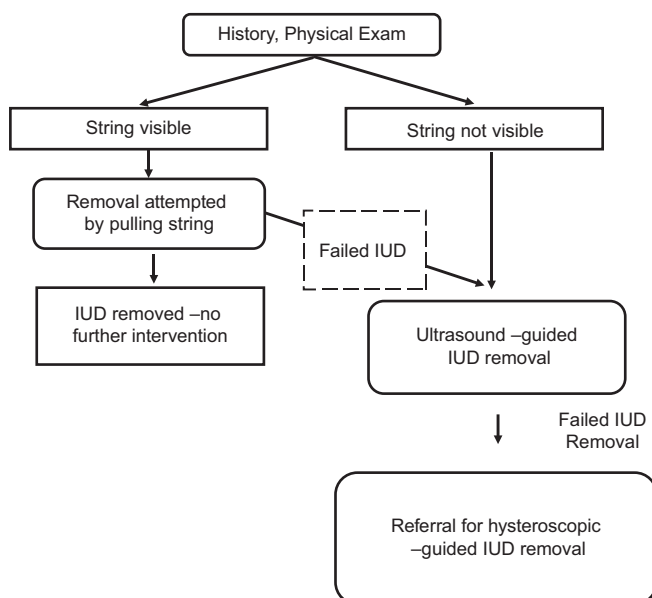 History, Physical Exam
String visible
String not visible
Removal attempted
by pulling string
Failed IUD
IUD removed –no
further intervention
Ultrasound –guided
IUD removal
Failed IUD
Removal
Referral for hysteroscopic
–guided IUD removal